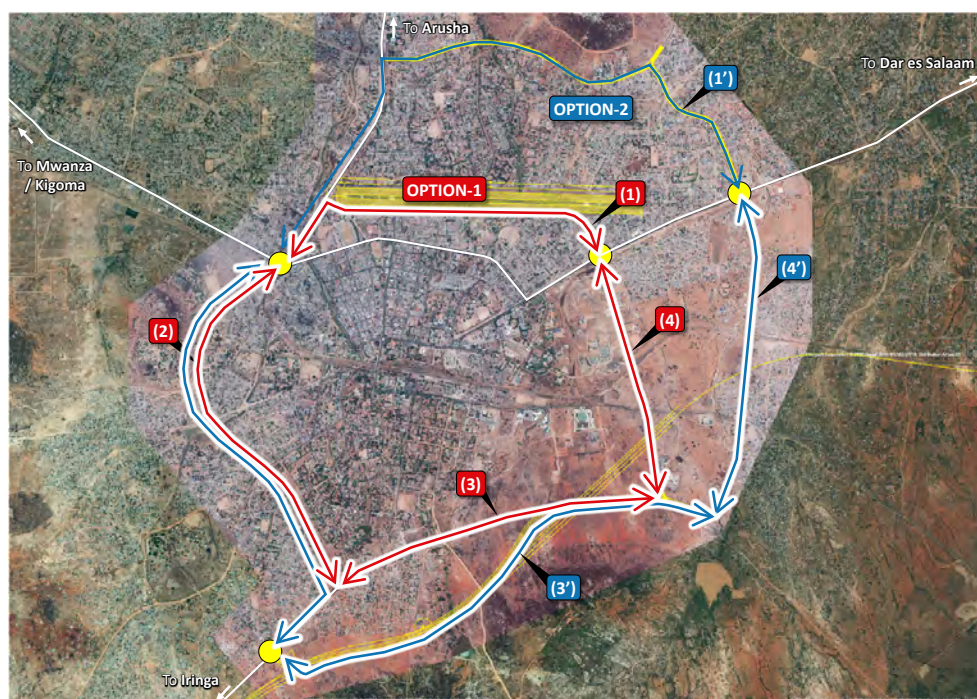 To Arusha
To Dar es Salaam
(1')
OPTION-2
To Mwanza
/ Kigoma
OPTION-1
(1)
(4')
(2)
(4)
(3)
(3')
To Iringa